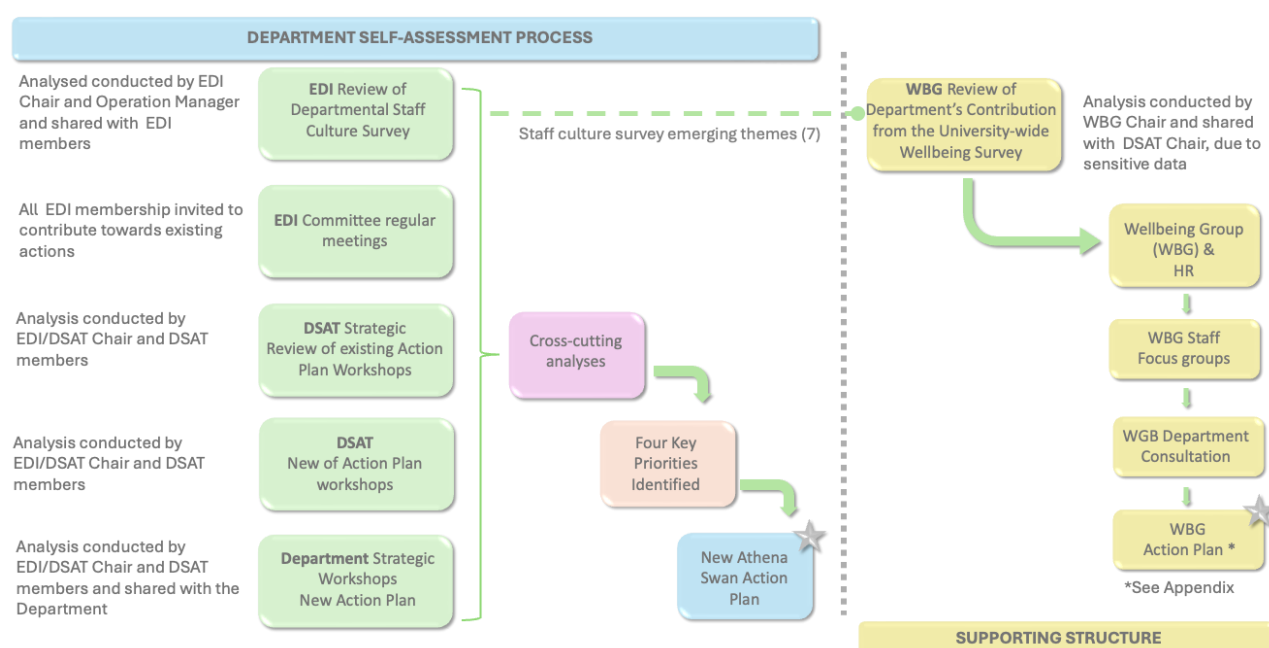 DEPARTMENT SELF-ASSESSMENT PROCESS
Analysed conducted by EDI
Chair and Operation Manager
and shared with EDI
members
EDI Review of
Departmental Staff
Culture Survey
Staff culture survey emerging themes (7)
WBG Review of
Department's Contribution
from the University-wide
Wellbeing Survey
Analysis conducted by
WBG Chair and shared
with DSAT Chair, due to
sensitive data
All EDI membership invited to
contribute towards existing
actions
EDI Committee regular
meetings
Wellbeing Group
(WBG) &
HR
Analysis conducted by
EDI/DSAT Chair and DSAT
members
DSAT Strategic
Review of existing Action
Plan Workshops
Cross-cutting
analyses
WBG Staff
Focus groups
Analysis conducted by
EDI/DSAT Chair and DSAT
members
DSAT
New of Action Plan
workshops
Four Key
Priorities
Identified
WGB Department
Consultation
Analysis conducted by
EDI/DSAT Chair and DSAT
members and shared with the
Department
Department Strategic
Workshops
New Action Plan
New Athena
Swan Action
Plan
WBG
Action Plan *
*See Appendix
SUPPORTING STRUCTURE